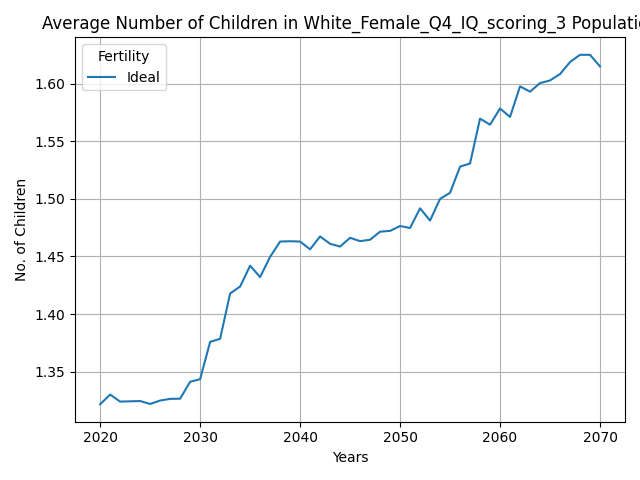 Average Number of Children in White_Female_Q4_IQ_scoring_3 Populatio
Fertility
Ideal
No. of Children
1.60
1.55
1.50
1.45
1.40
1.35
2020 2030 2040 2050 2060 2070
Years